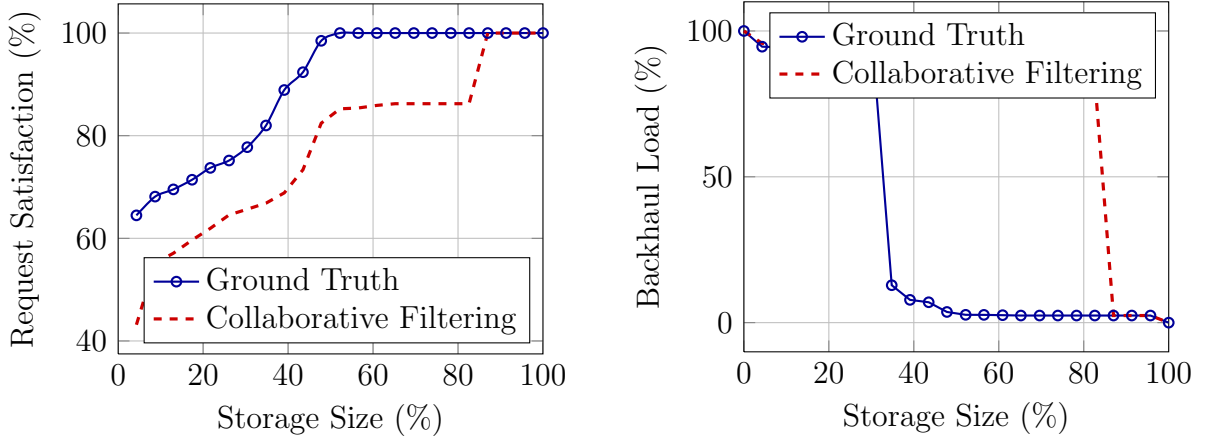 Request Satisfaction (%)
100
80
60
40
0
20
40
60
80
100
Storage Size (%)
Ground Truth
Collaborative Filtering
Backhaul Load (%)
100
50
0
0
20
40
60
80
100
Storage Size (%)
Ground Truth
Collaborative Filtering